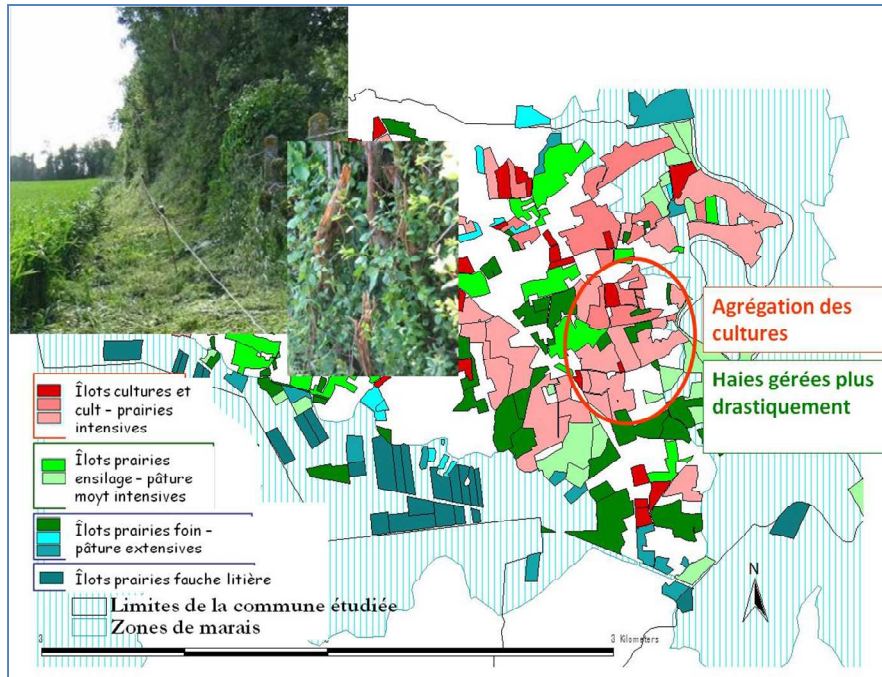 Agrégation des
cultures
Haies gérées plus
drastiquement
Îlots cultures et
cult - prairies
intensives
Îlots prairies
ensilage - pâture
moyt intensives
Îlots prairies foin -
pâture extensives
Îlots prairies fauche litière
Limites de la commune étudiée
Zones de marais
N
3
3 Kilometers